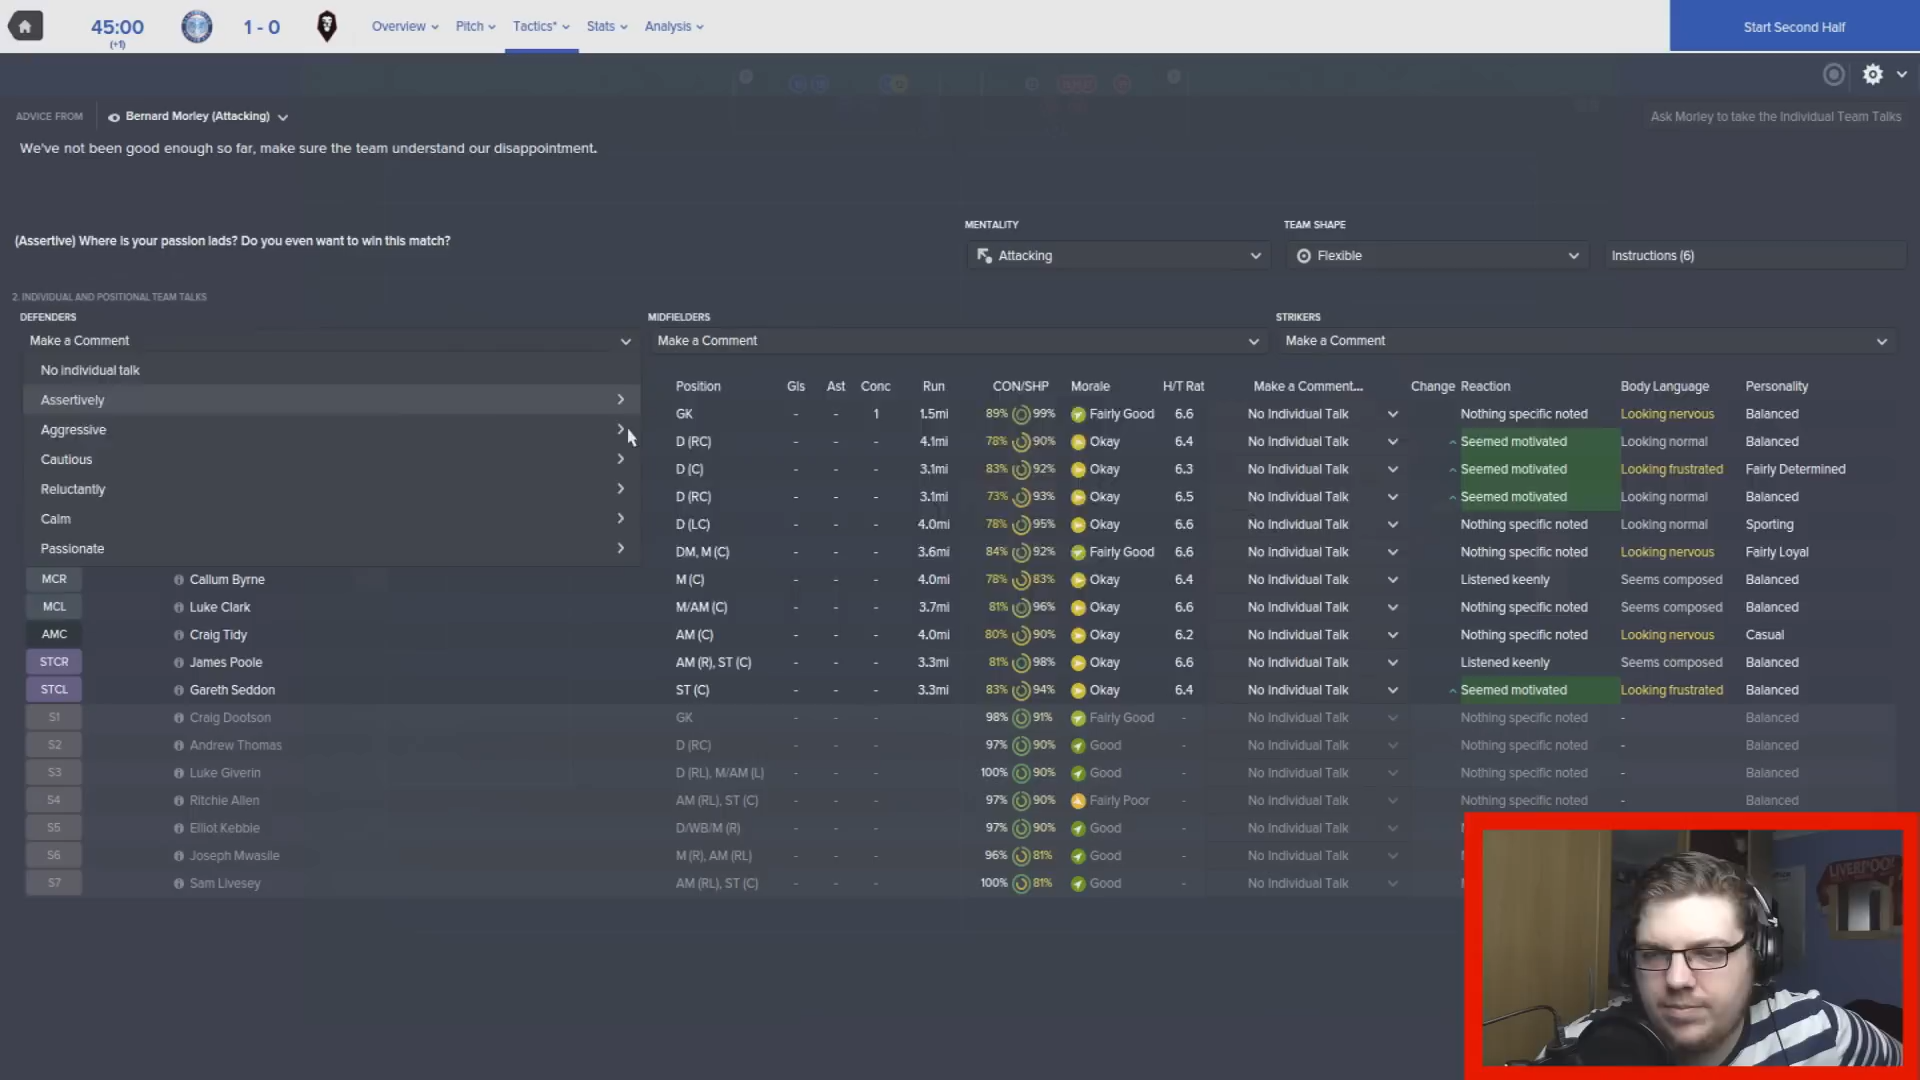 45:00
(+1)
1 - 0
Overview
Pitch
Tactics*
Stats
Analysis
Start Second Half
ADVICE FROM
Bernard Morley (Attacking)
Ask Morley to take the Individual Team Talks
We've not been good enough so far, make sure the team understand our disappointment.
MENTALITY
TEAM SHAPE
(Assertive) Where is your passion lads? Do you even want to win this match?
Attacking
Flexible
Instructions (6)
2. INDIVIDUAL AND POSITIONAL TEAM TALKS
DEFENDERS
MIDFIELDERS
STRIKERS
Make a Comment
Make a Comment
Make a Comment
No individual talk
Assertively
Aggressive
Cautious
Reluctantly
Calm
Passionate
Position Gls Ast Conc Run CON/SHP Morale H/T Rat Make a Comment... Change Reaction Body Language Personality
GK - - 1 1.5mi 89% 99% Fairly Good 6.6 No Individual Talk Nothing specific noted Looking nervous Balanced
D (RC) - - - 4.1mi 78% 90% Okay 6.4 No Individual Talk Seemed motivated Looking normal Balanced
D (C) - - - 3.1mi 83% 92% Okay 6.3 No Individual Talk Seemed motivated Looking frustrated Fairly Determined
D (RC) - - - 3.1mi 73% 93% Okay 6.5 No Individual Talk Seemed motivated Looking normal Balanced
D (LC) - - - 4.0mi 78% 95% Okay 6.6 No Individual Talk Nothing specific noted Looking normal Sporting
DM, M (C) - - - 3.6mi 84% 92% Fairly Good 6.6 No Individual Talk Nothing specific noted Looking nervous Fairly Loyal
MCR Callum Byrne M (C) - - - 4.0mi 78% 83% Okay 6.4 No Individual Talk Listened keenly Seems composed Balanced
MCL Luke Clark M/AM (C) - - - 3.7mi 81% 96% Okay 6.6 No Individual Talk Nothing specific noted Seems composed Balanced
AMC Craig Tidy AM (C) - - - 4.0mi 80% 90% Okay 6.2 No Individual Talk Nothing specific noted Looking nervous Casual
STCR James Poole AM (R), ST (C) - - - 3.3mi 81% 98% Okay 6.6 No Individual Talk Listened keenly Seems composed Balanced
STCL Gareth Seddon ST (C) - - - 3.3mi 83% 94% Okay 6.4 No Individual Talk Seemed motivated Looking frustrated Balanced
S1 Craig Dootson GK 98% 91% Fairly Good - No Individual Talk Nothing specific noted - Balanced
S2 Andrew Thomas D (RC) 97% 90% Good - No Individual Talk Nothing specific noted - Balanced
S3 Luke Giverin D (RL), M/AM (L) 100% 90% Good - No Individual Talk Nothing specific noted - Balanced
S4 Ritchie Allen AM (RL), ST (C) 97% 90% Fairly Poor - No Individual Talk Nothing specific noted - Balanced
S5 Elliot Kebbie D/WB/M (R) 97% 90% Good - No Individual Talk
S6 Joseph Mwasile M (R), AM (RL) 96% 81% Good - No Individual Talk
S7 Sam Livesey AM (RL), ST (C) 100% 81% Good - No Individual Talk
LIVERPOOL